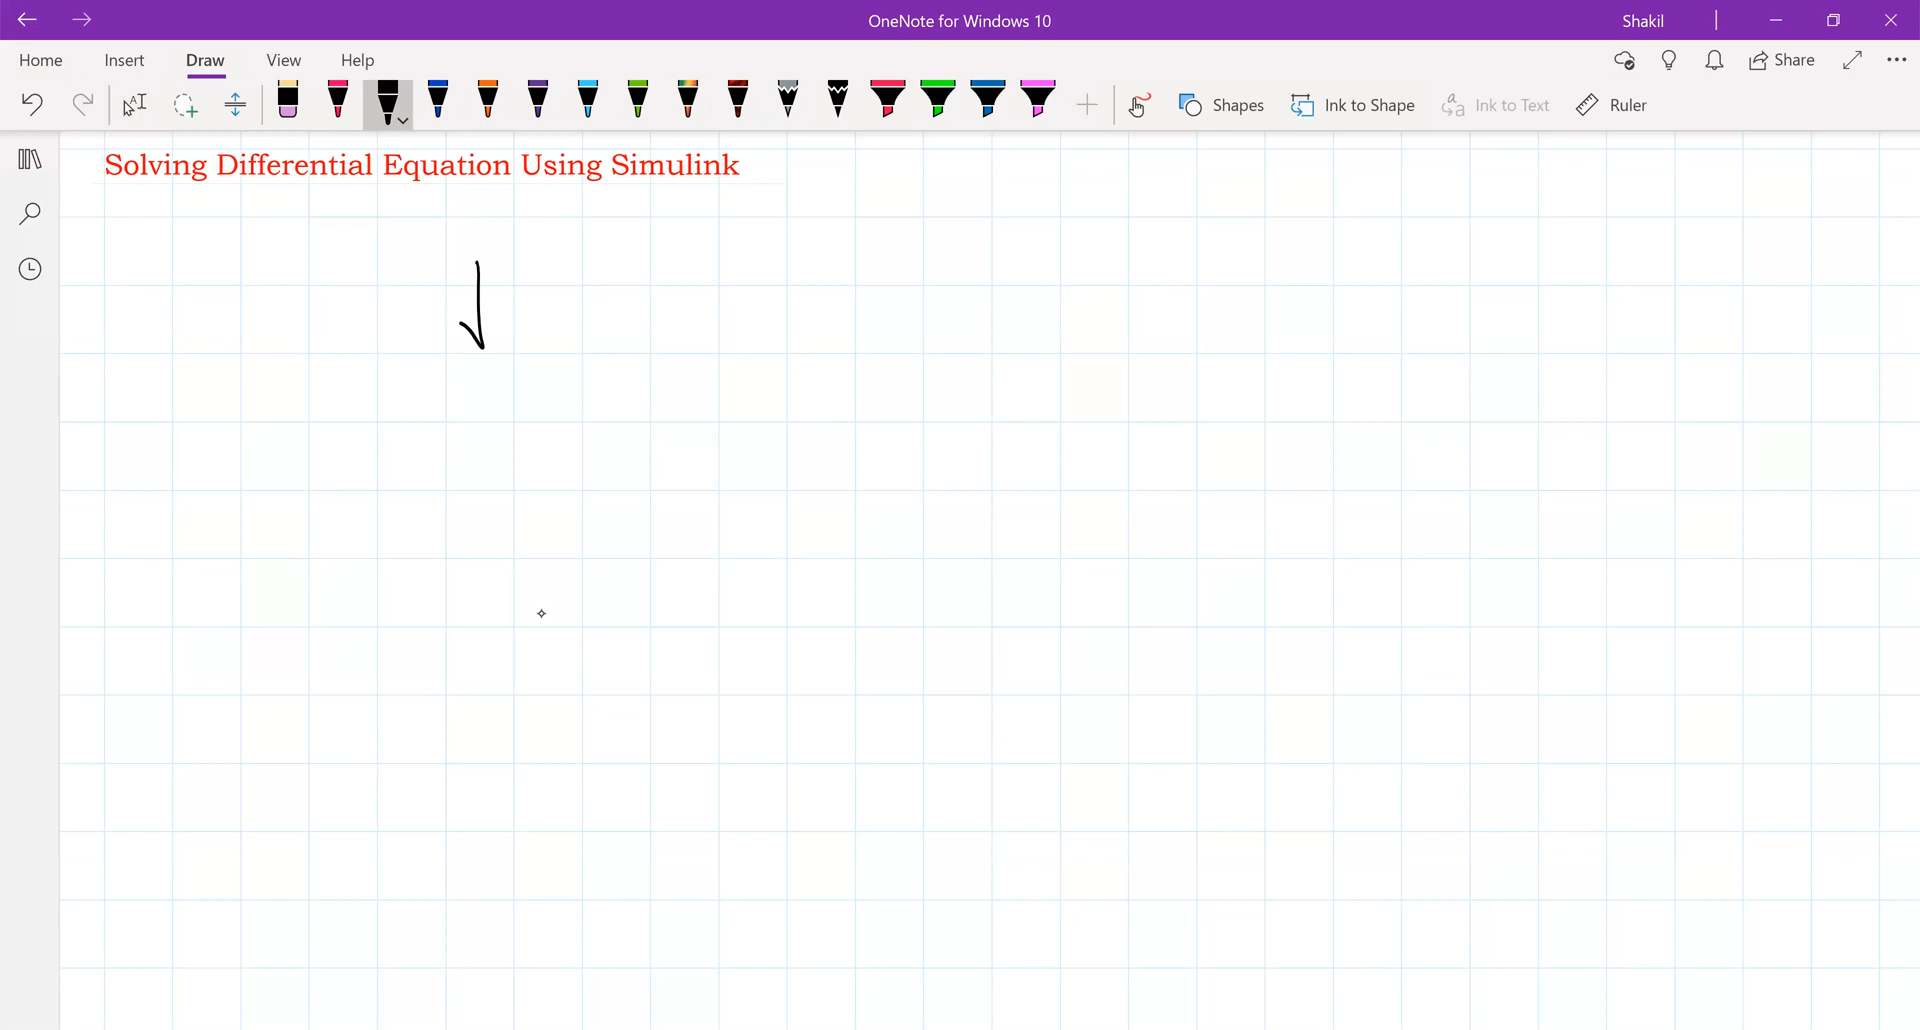 OneNote for Windows 10
Shakil
Home Insert Draw View Help
Share
Shapes Ink to Shape Ink to Text Ruler
Solving Differential Equation Using Simulink